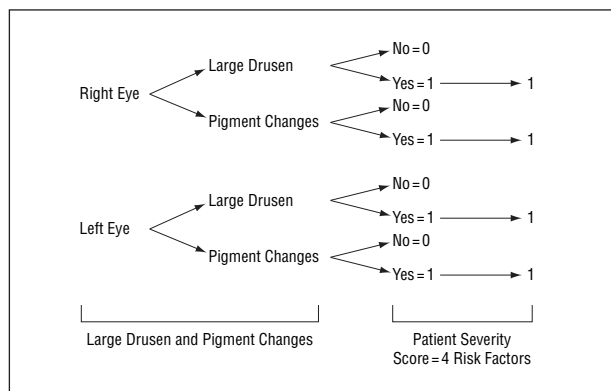 No = 0
Large Drusen
Yes = 1 1
Right Eye
No = 0
Pigment Changes
Yes = 1 1
No = 0
Large Drusen
Yes = 1 1
Left Eye
No = 0
Pigment Changes
Yes = 1 1
Large Drusen and Pigment Changes
Patient Severity
Score = 4 Risk Factors